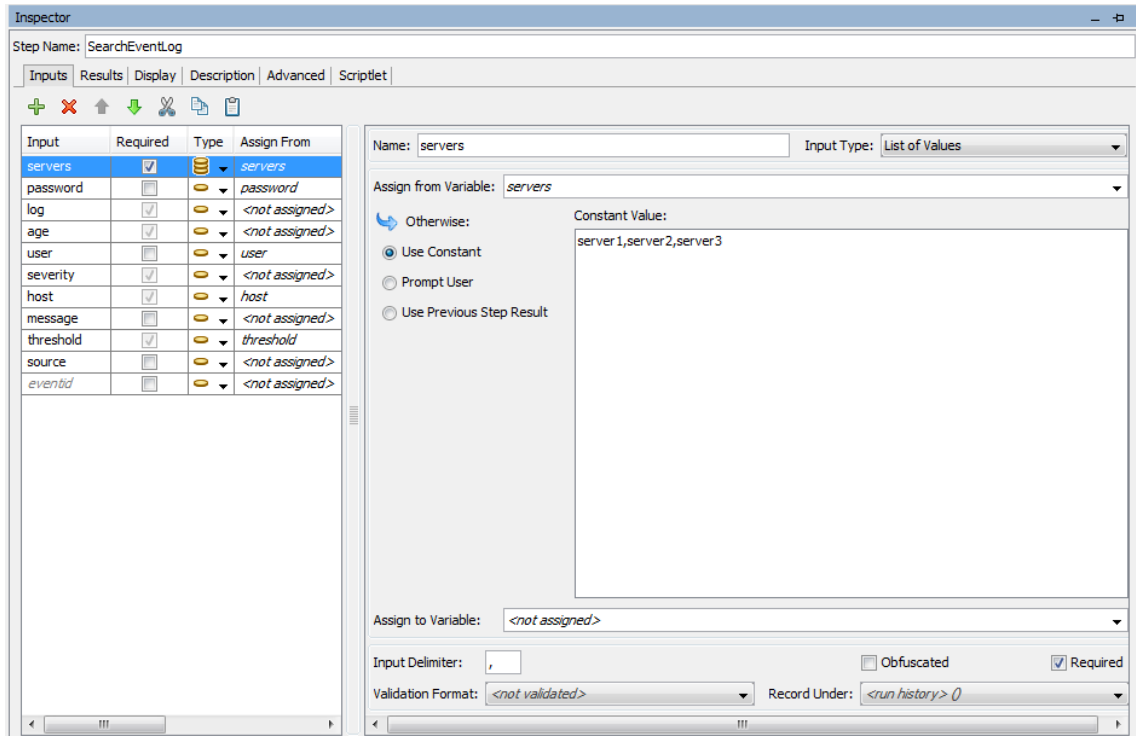 Inspector
Step Name: SearchEventLog
Inputs Results Display Description Advanced Scriptlet
Input Required Type Assign From
servers servers
password password
log <not assigned>
age <not assigned>
user user
severity <not assigned>
host host
message <not assigned>
threshold threshold
source <not assigned>
eventid <not assigned>
Name: servers Input Type: List of Values
Assign from Variable: servers
Otherwise: Constant Value:
server1,server2,server3
Use Constant
Prompt User
Use Previous Step Result
Assign to Variable: <not assigned>
Input Delimiter: , Obfuscated Required
Validation Format: <not validated> Record Under: <run history> ()